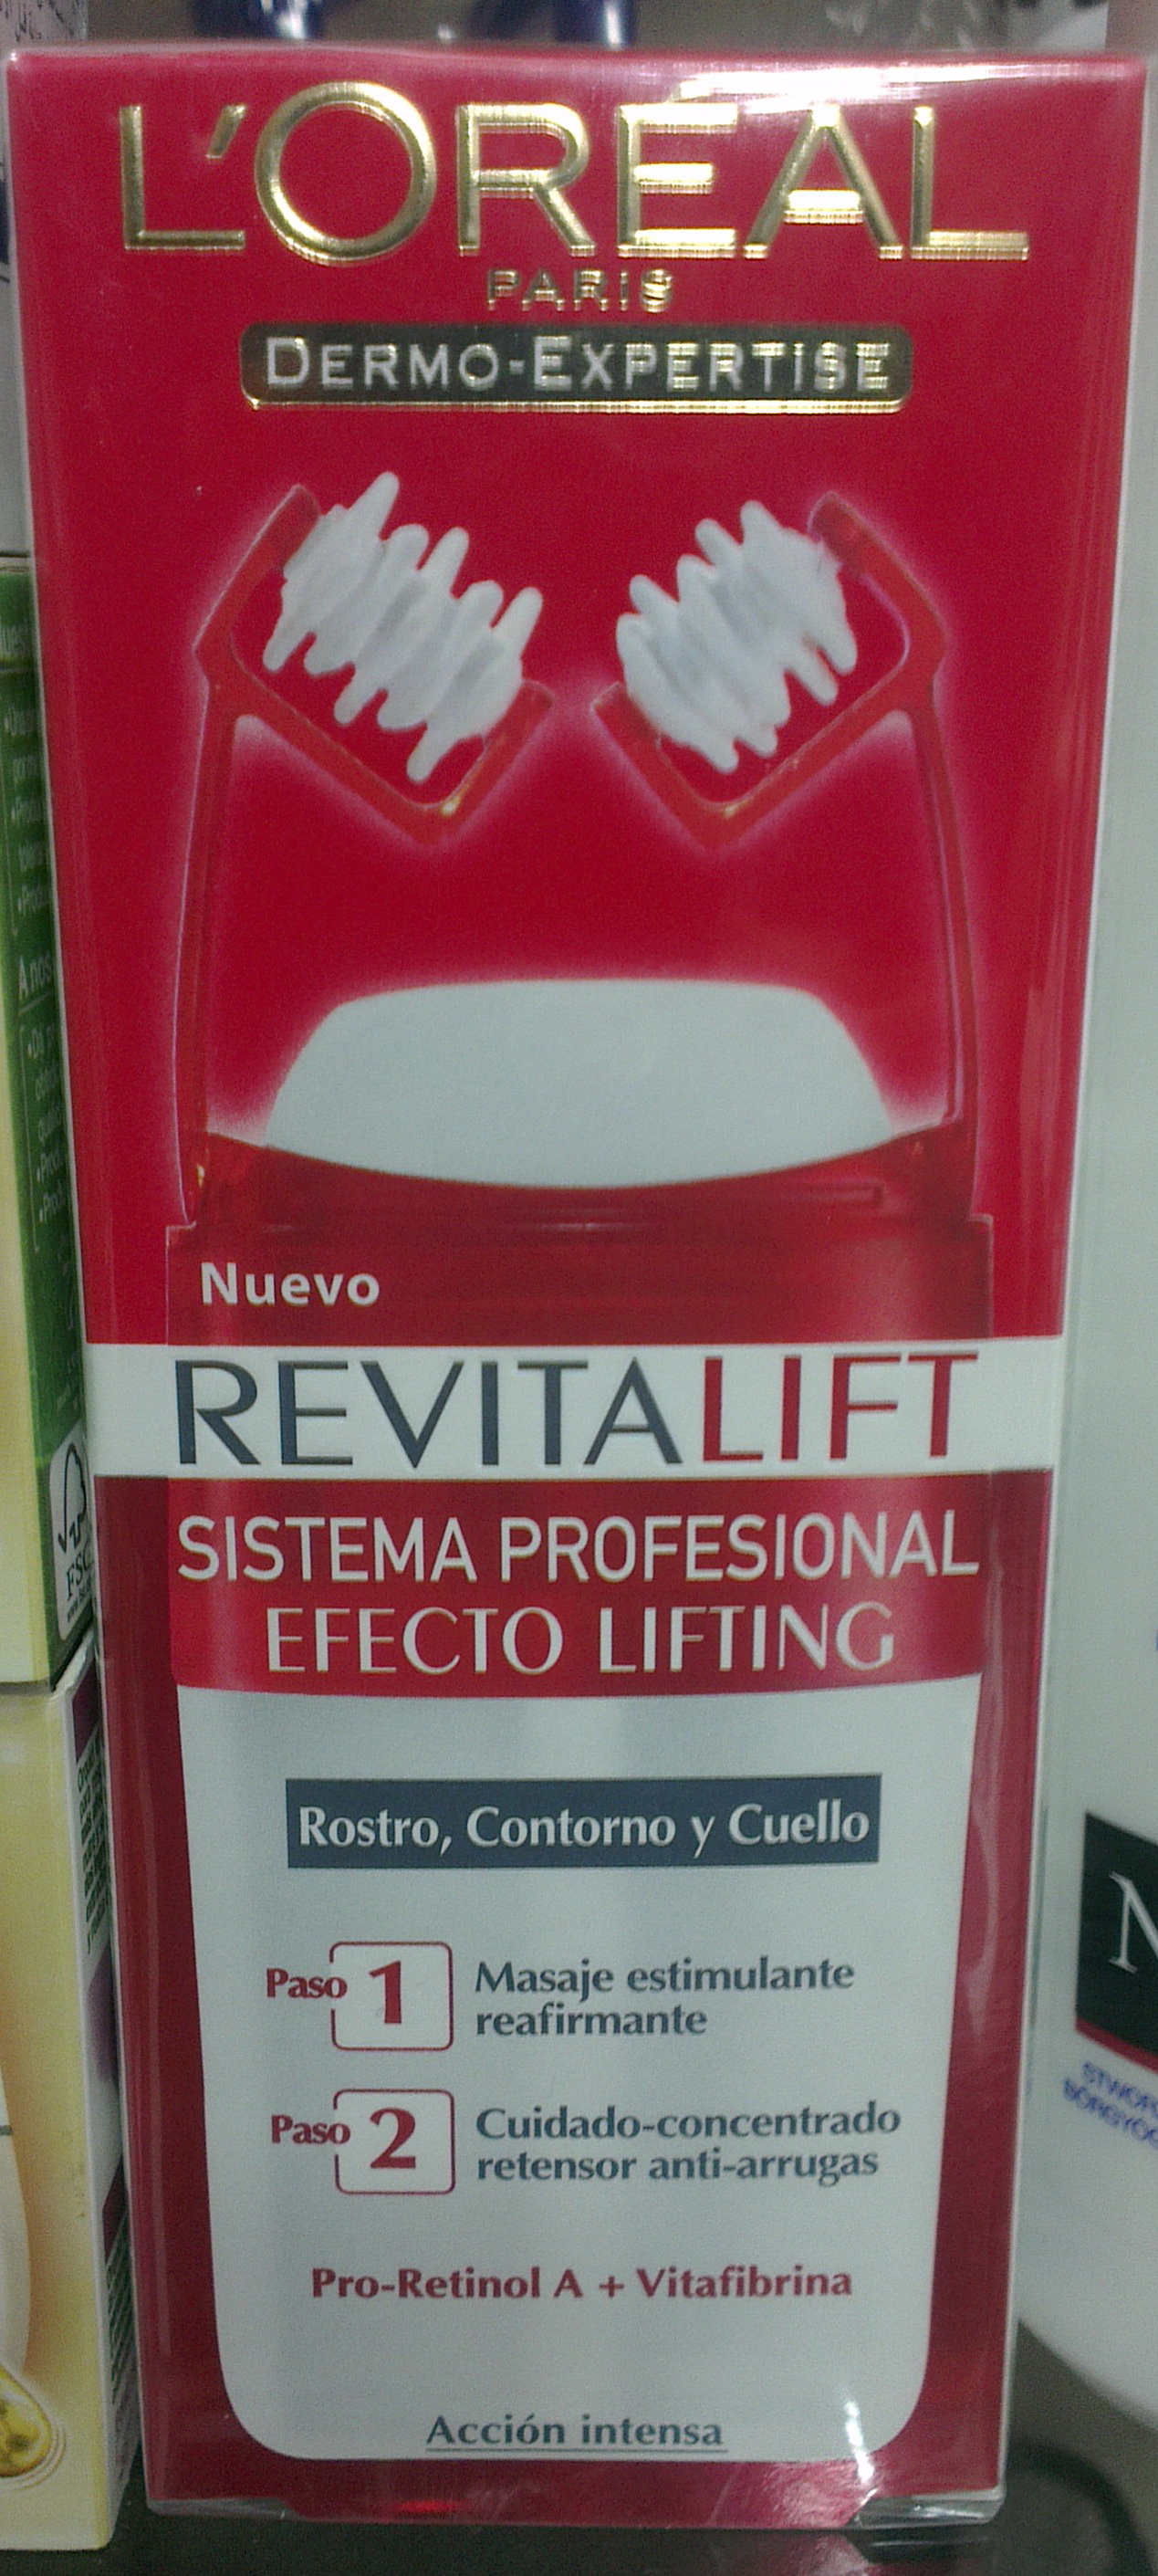 L'ORÉAL
PARIS
DERMO-EXPERTISE
Nuevo
REVITALIFT
SISTEMA PROFESIONAL
EFECTO LIFTING
Rostro, Contorno y Cuello
Paso 1 Masaje estimulante
reafirmante
Paso 2 Cuidado-concentrado
retensor anti-arrugas
Pro-Retinol A + Vitafibrina
Acción intensa
FSC